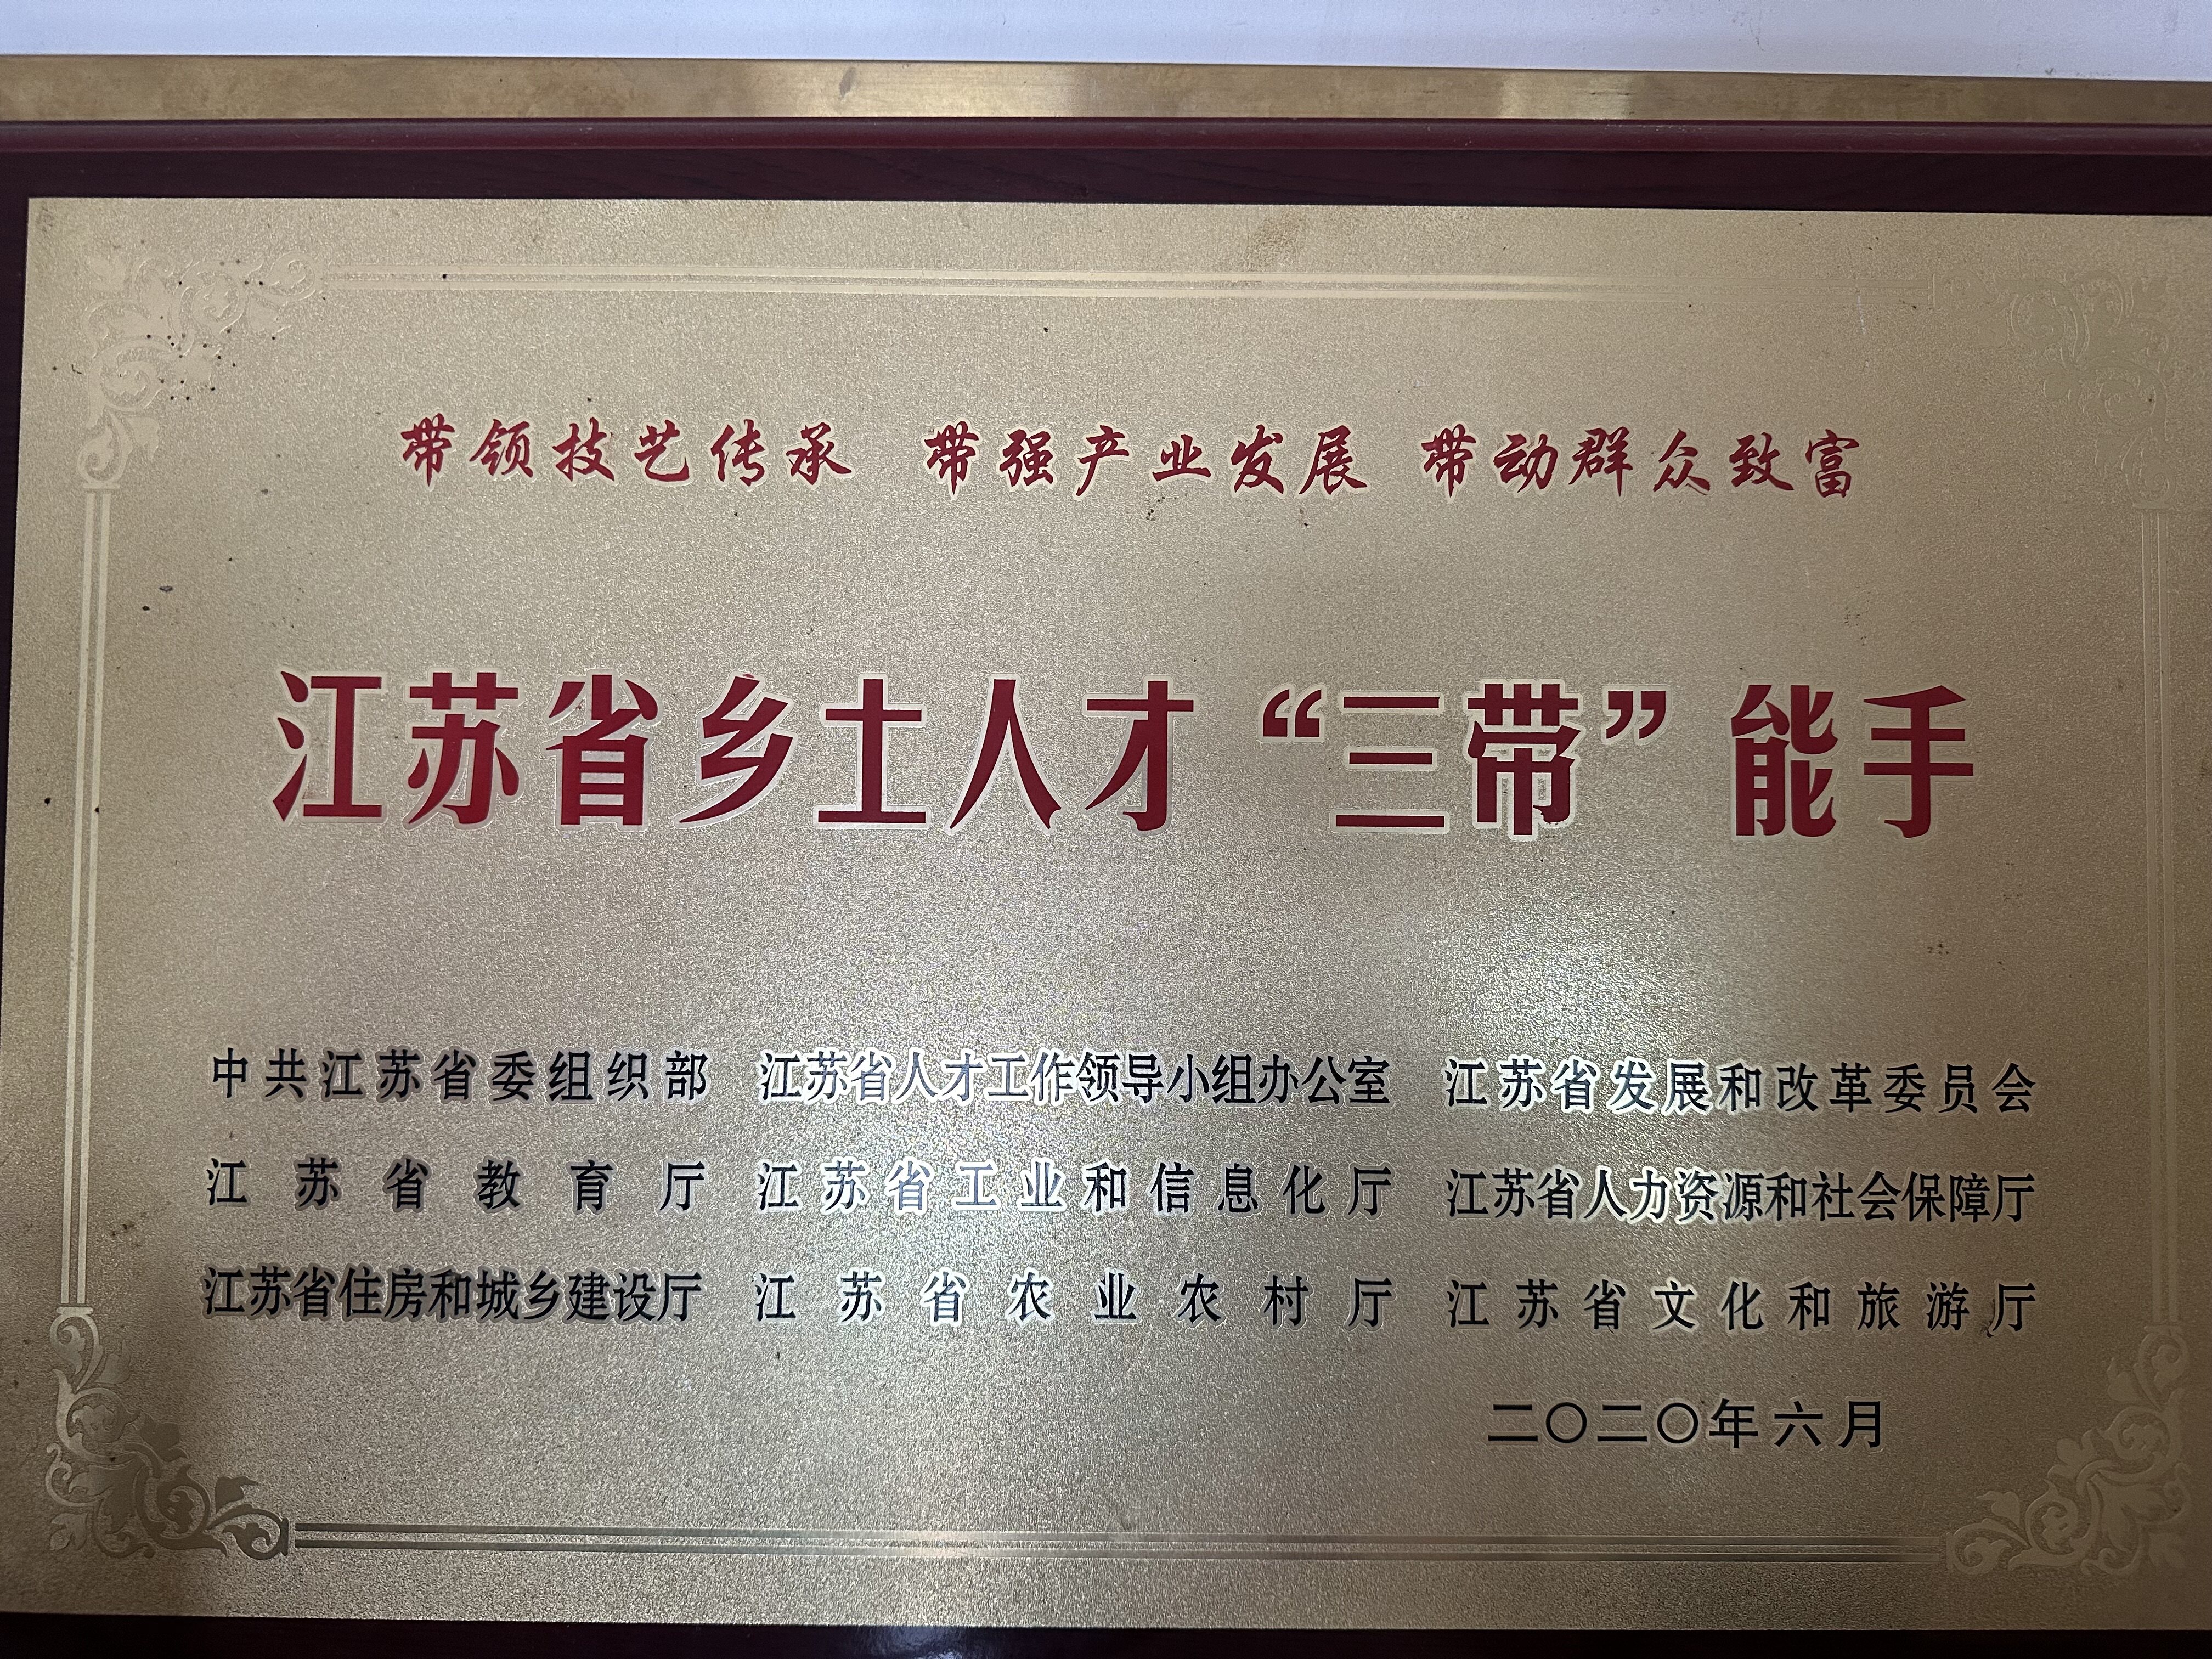 带领技艺传承 带强产业发展 带动群众致富
江苏省乡土人才“三带”能手
中共江苏省委组织部 江苏省人才工作领导小组办公室 江苏省发展和改革委员会
江苏省教育厅 江苏省工业和信息化厅 江苏省人力资源和社会保障厅
江苏省住房和城乡建设厅 江苏省农业农村厅 江苏省文化和旅游厅
二〇二〇年六月